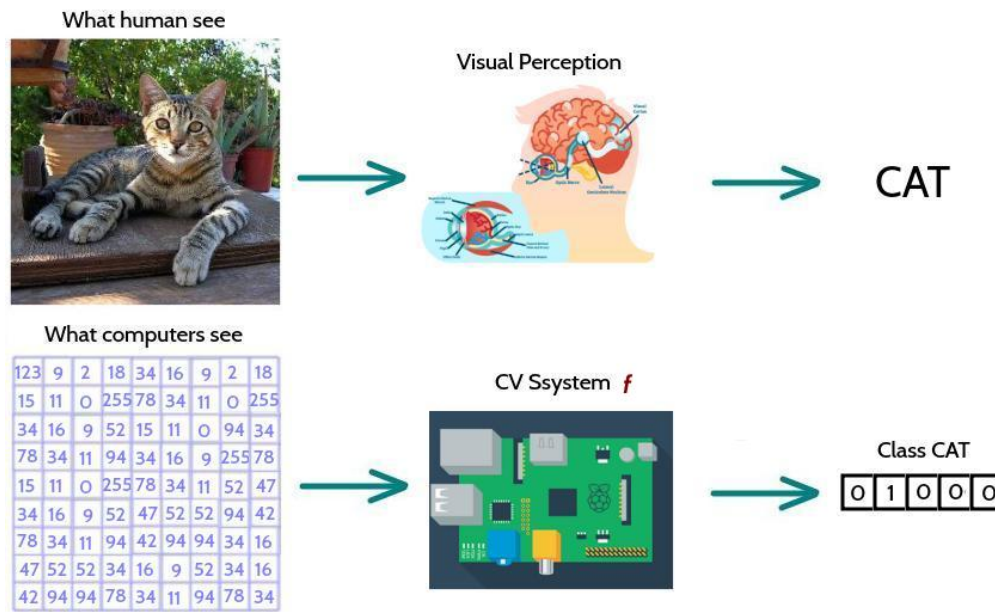 What human see
Visual Perception
Visual
Cortex
Eye
Optic Nerve
CAT
What computers see
123 9 2 18 34 16 9 2 18
15 11 0 255 78 34 11 0 255
34 16 9 52 15 11 0 94 34
78 34 11 94 34 16 9 255 78
15 11 0 255 78 34 11 52 47
34 16 9 52 47 52 52 94 42
78 34 11 94 42 94 94 34 16
47 52 52 34 16 9 52 34 16
42 94 94 78 34 11 94 78 34
CV Ssystem f
Class CAT
0 1 0 0 0